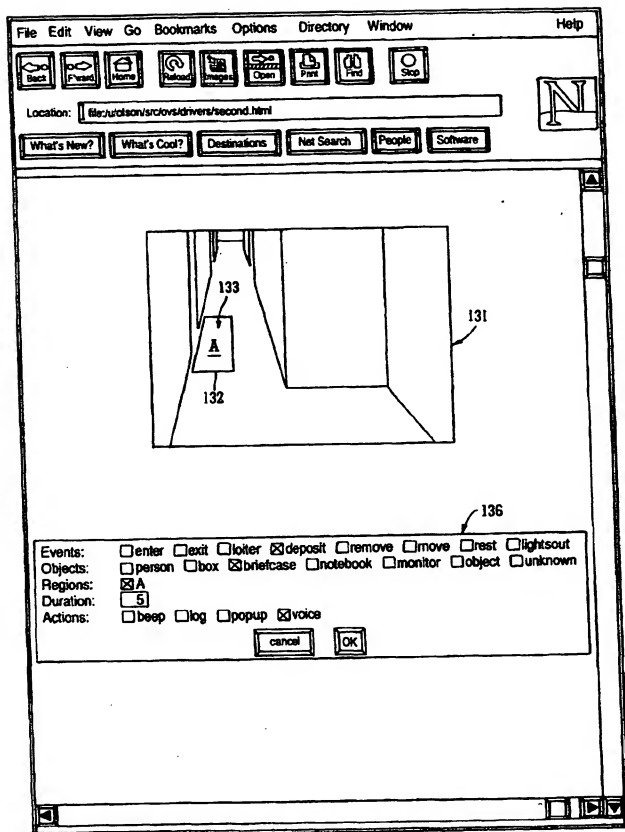 File Edit View Go Bookmarks Options Directory Window Help
Back F'ward Home Reload Images Open Print Find Stop
Location: file:/u/olson/src/ovs/drivers/second.html
N
What's New? What's Cool? Destinations Net Search People Software
133
131
A
132
136
Events: enter exit loiter deposit remove move rest lightsout
Objects: person box briefcase notebook monitor object unknown
Regions: A
Duration: 5
Actions: beep log popup voice
cancel OK